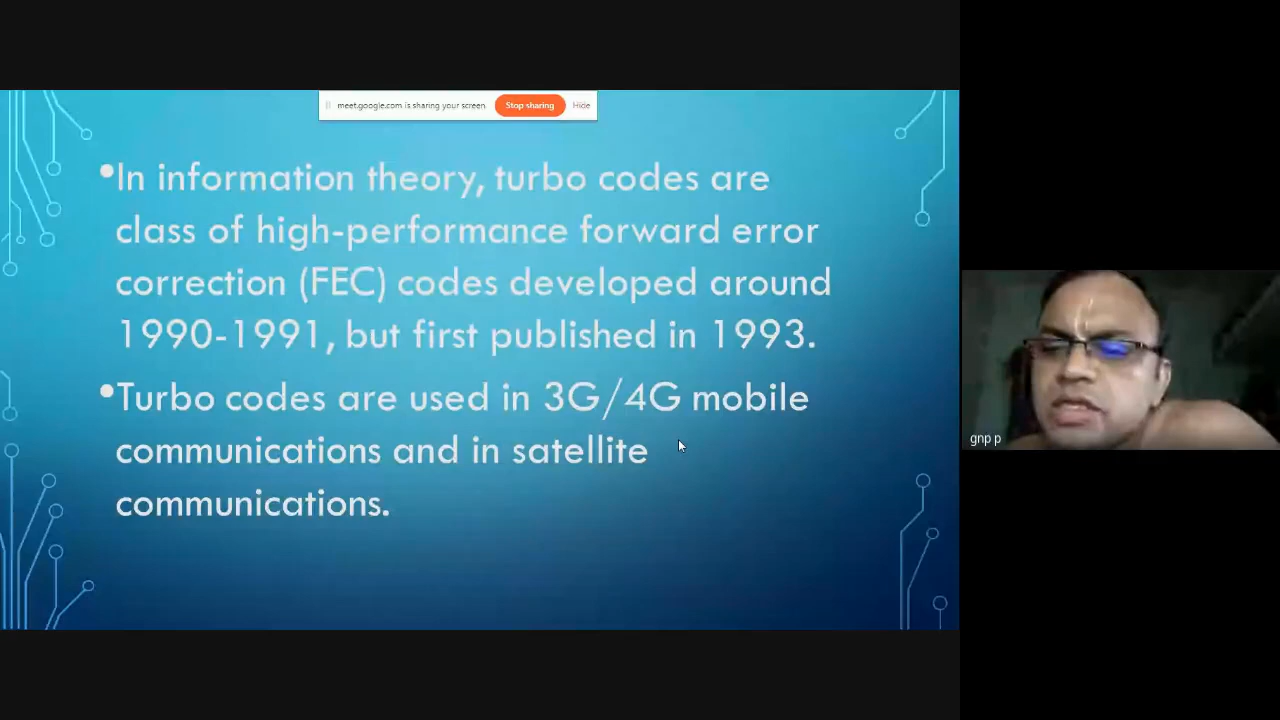 meet.google.com is sharing your screen Stop sharing Hide
•In information theory, turbo codes are
class of high-performance forward error
correction (FEC) codes developed around
1990-1991, but first published in 1993.
•Turbo codes are used in 3G/4G mobile
communications and in satellite
communications.
gnp p